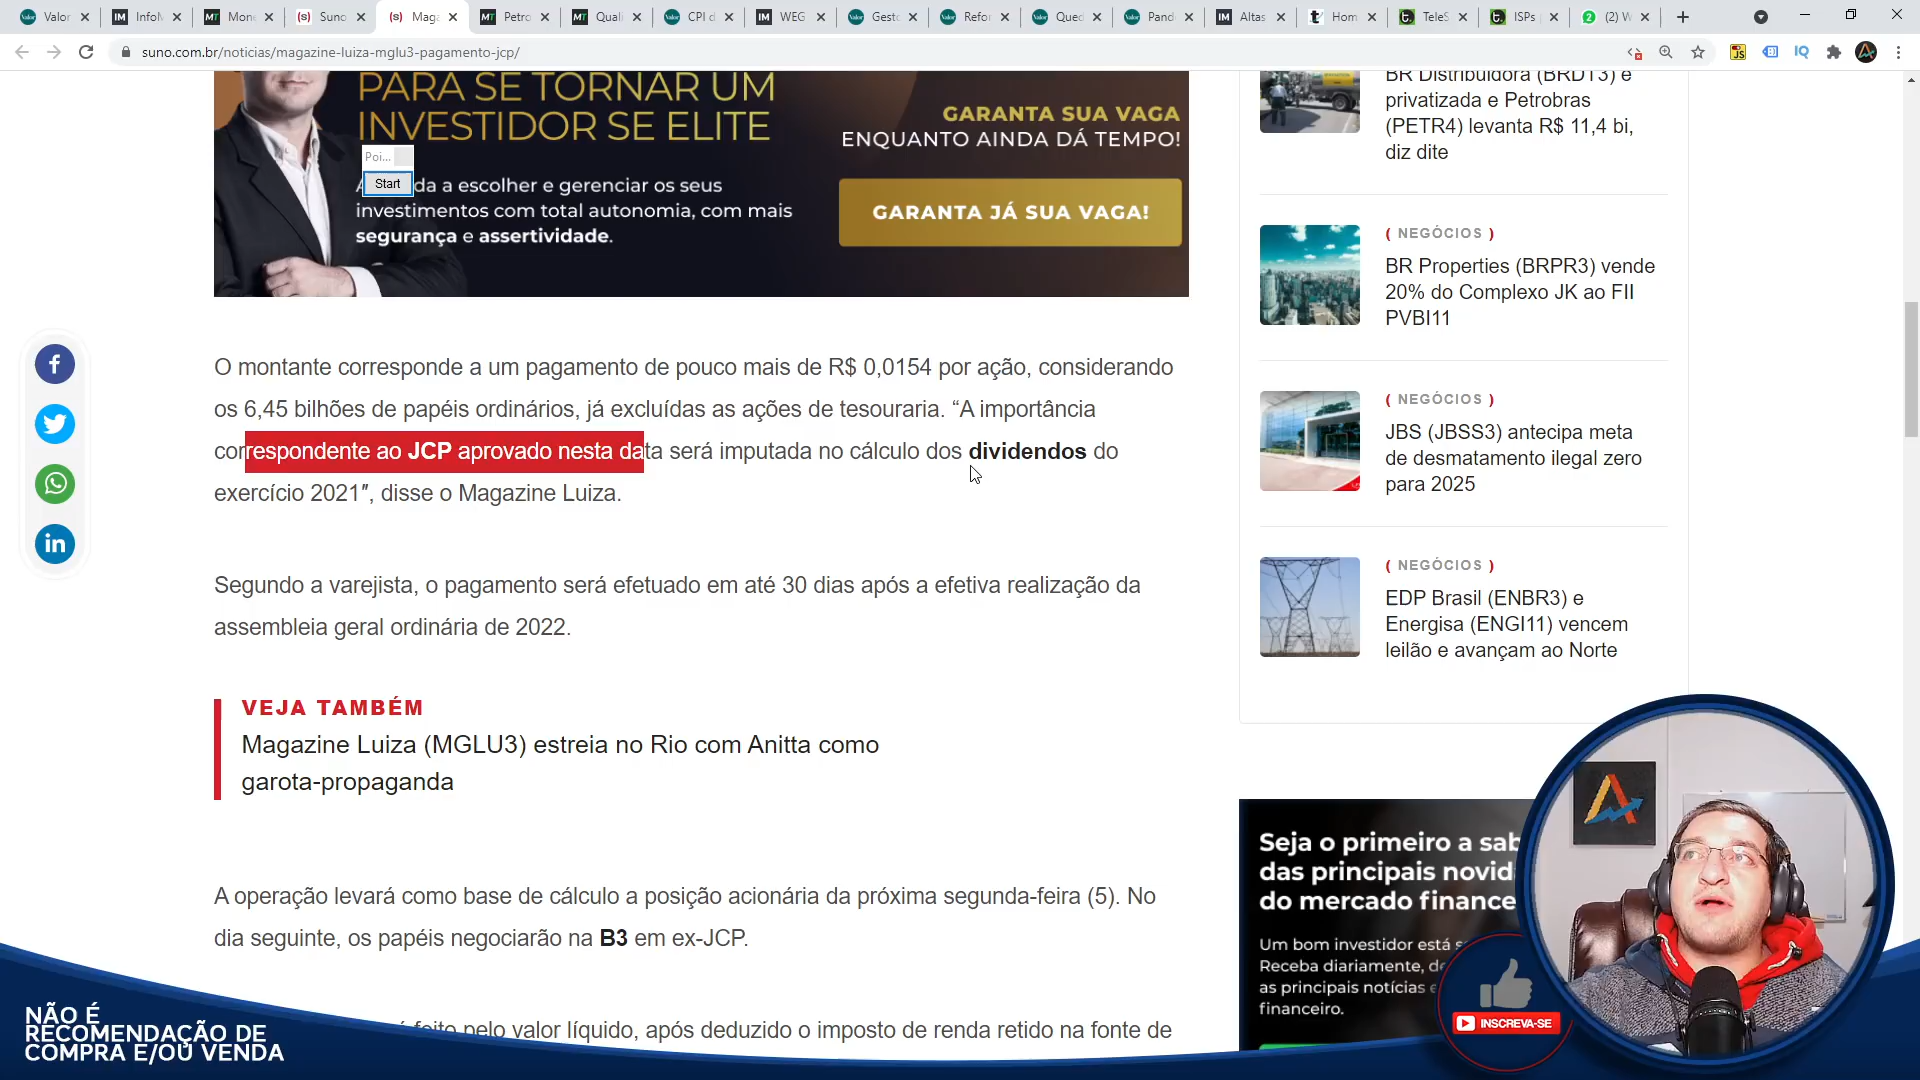 Valor
InfoM
Mone
Suno
Maga
Petro
Quali
CPI d
WEG
Gesto
Refor
Qued
Pand
Altas
Hom
TeleS
ISPs
(2) W
suno.com.br/noticias/magazine-luiza-mglu3-pagamento-jcp/
PARA SE TORNAR UM
INVESTIDOR SE ELITE
Poi...
Start
da a escolher e gerenciar os seus
investimentos com total autonomia, com mais
segurança e assertividade.
GARANTA SUA VAGA
ENQUANTO AINDA DÁ TEMPO!
GARANTA JÁ SUA VAGA!
O montante corresponde a um pagamento de pouco mais de R$ 0,0154 por ação, considerando
os 6,45 bilhões de papéis ordinários, já excluídas as ações de tesouraria. “A importância
correspondente ao JCP aprovado nesta data será imputada no cálculo dos dividendos do
exercício 2021″, disse o Magazine Luiza.
Segundo a varejista, o pagamento será efetuado em até 30 dias após a efetiva realização da
assembleia geral ordinária de 2022.
VEJA TAMBÉM
Magazine Luiza (MGLU3) estreia no Rio com Anitta como
garota-propaganda
A operação levará como base de cálculo a posição acionária da próxima segunda-feira (5). No
dia seguinte, os papéis negociarão na B3 em ex-JCP.
feito pelo valor líquido, após deduzido o imposto de renda retido na fonte de
BR Distribuidora (BRDT3) é
privatizada e Petrobras
(PETR4) levanta R$ 11,4 bi,
diz dite
( NEGÓCIOS )
BR Properties (BRPR3) vende
20% do Complexo JK ao FII
PVBI11
( NEGÓCIOS )
JBS (JBSS3) antecipa meta
de desmatamento ilegal zero
para 2025
( NEGÓCIOS )
EDP Brasil (ENBR3) e
Energisa (ENGI11) vencem
leilão e avançam ao Norte
Seja o primeiro a sab
das principais novid
do mercado finance
Um bom investidor está s
Receba diariamente, de
as principais notícias e
financeiro.
INSCREVA-SE
NÃO É
RECOMENDAÇÃO DE
COMPRA E/OU VENDA